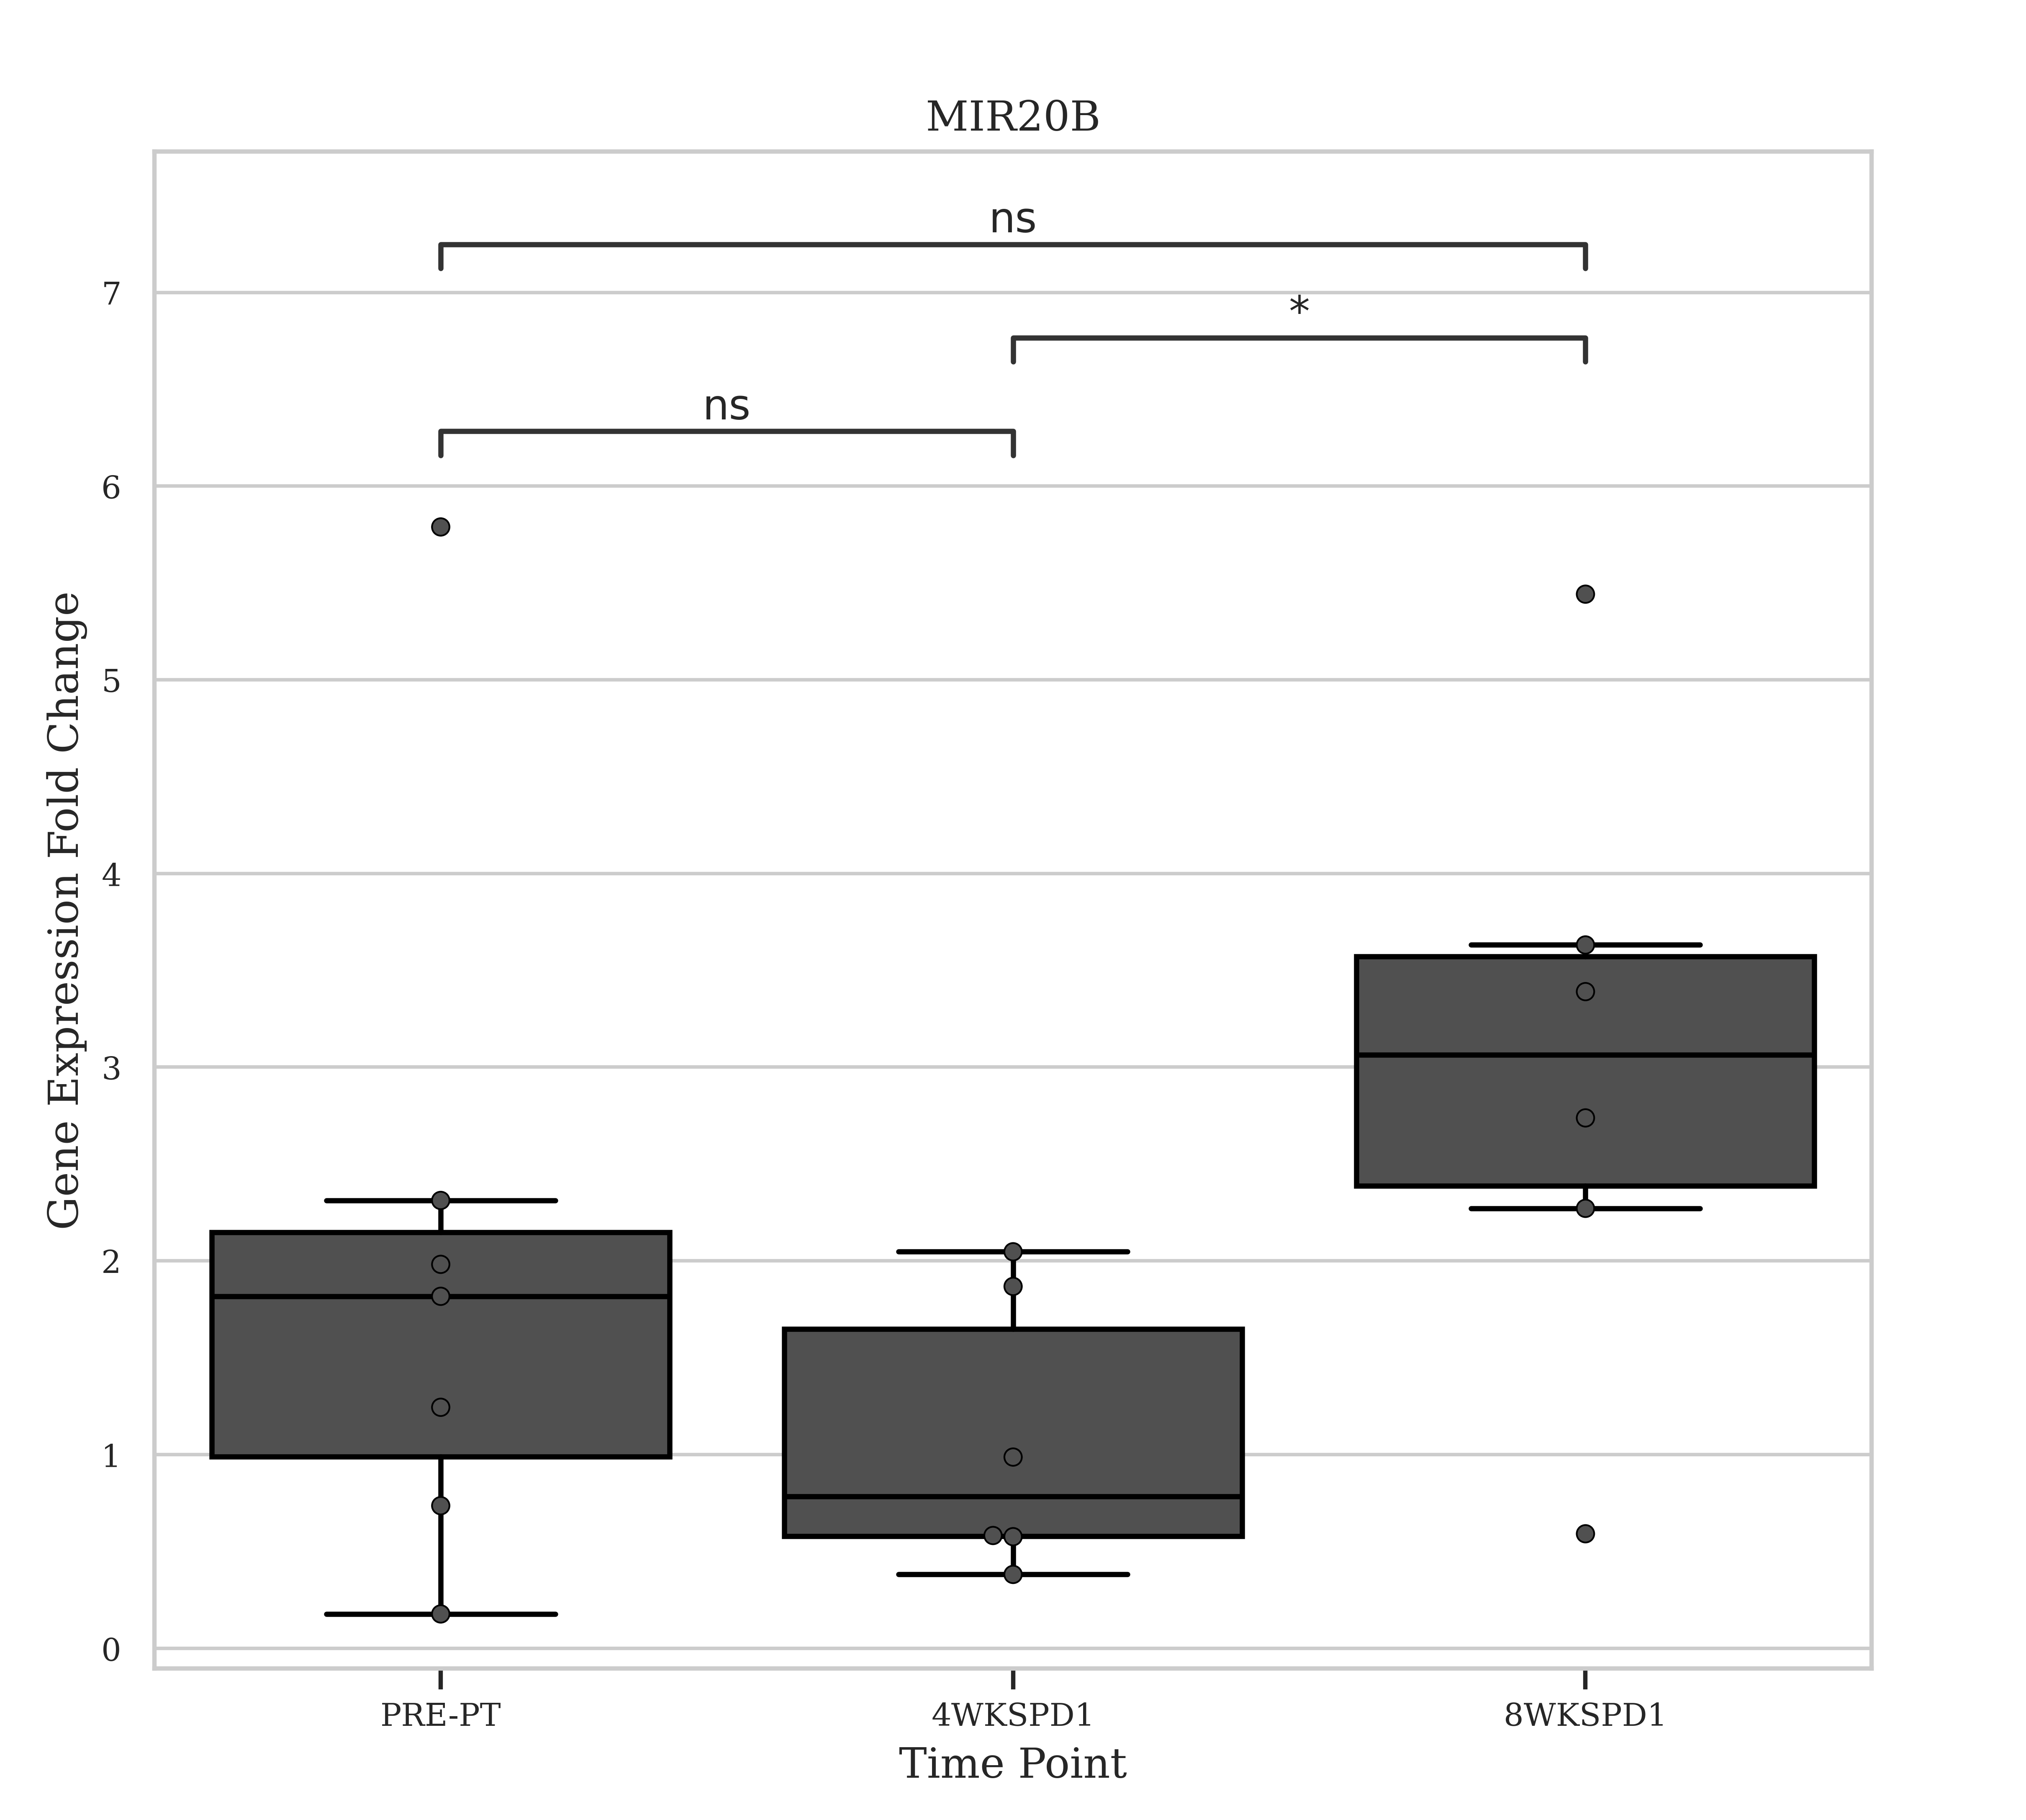 MIR20B
ns
*
ns
Gene Expression Fold Change
7
6
5
4
3
2
1
0
PRE-PT
4WKSPD1
8WKSPD1
Time Point